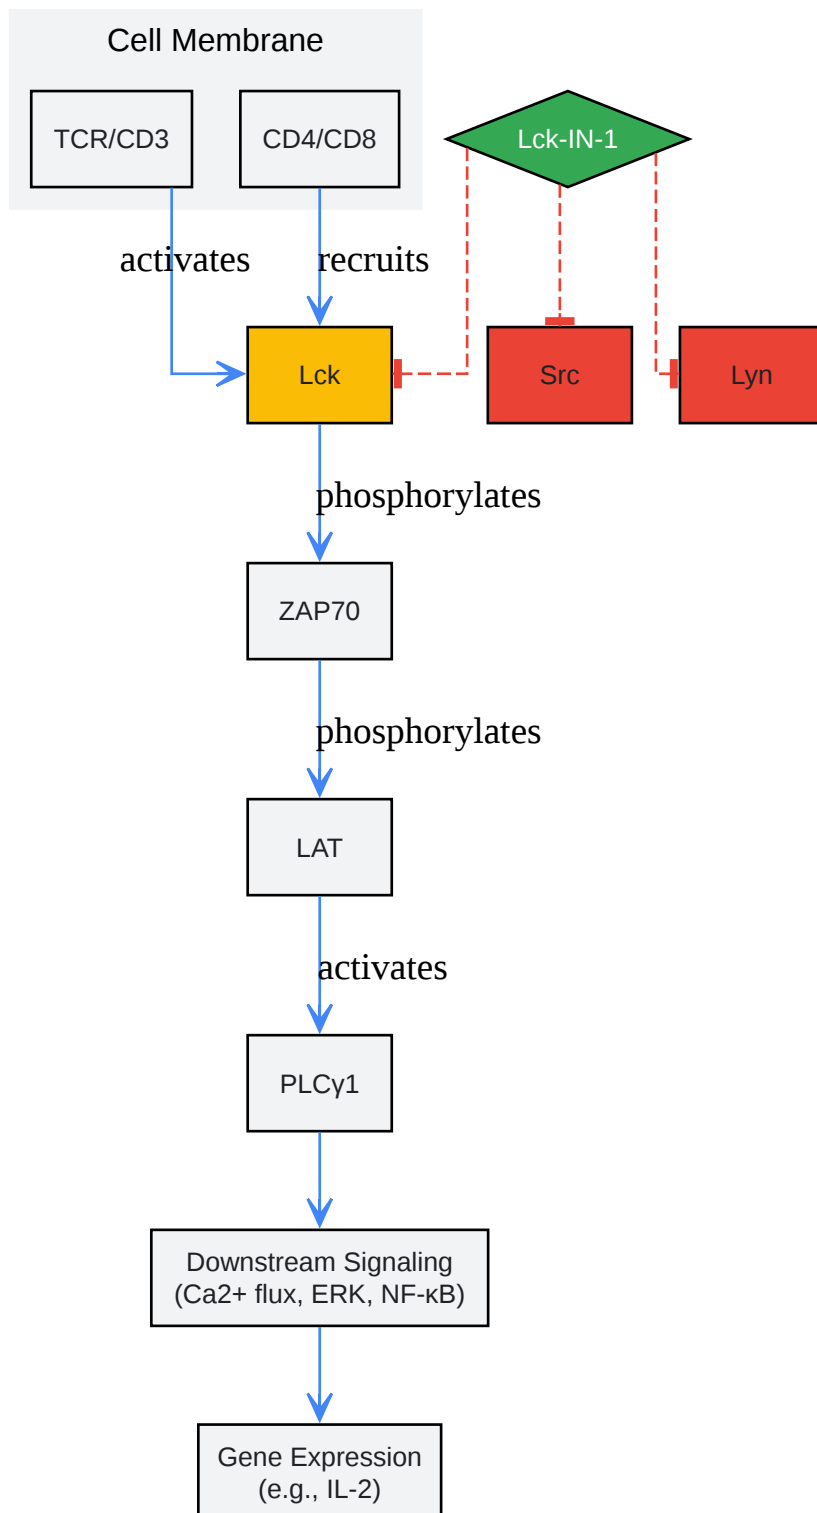 Cell Membrane
TCR/CD3
CD4/CD8
Lck-IN-1
activates
recruits
Lck
Src
Lyn
phosphorylates
ZAP70
phosphorylates
LAT
activates
PLCγ1
Downstream Signaling
(Ca2+ flux, ERK, NF-κB)
Gene Expression
(e.g., IL-2)